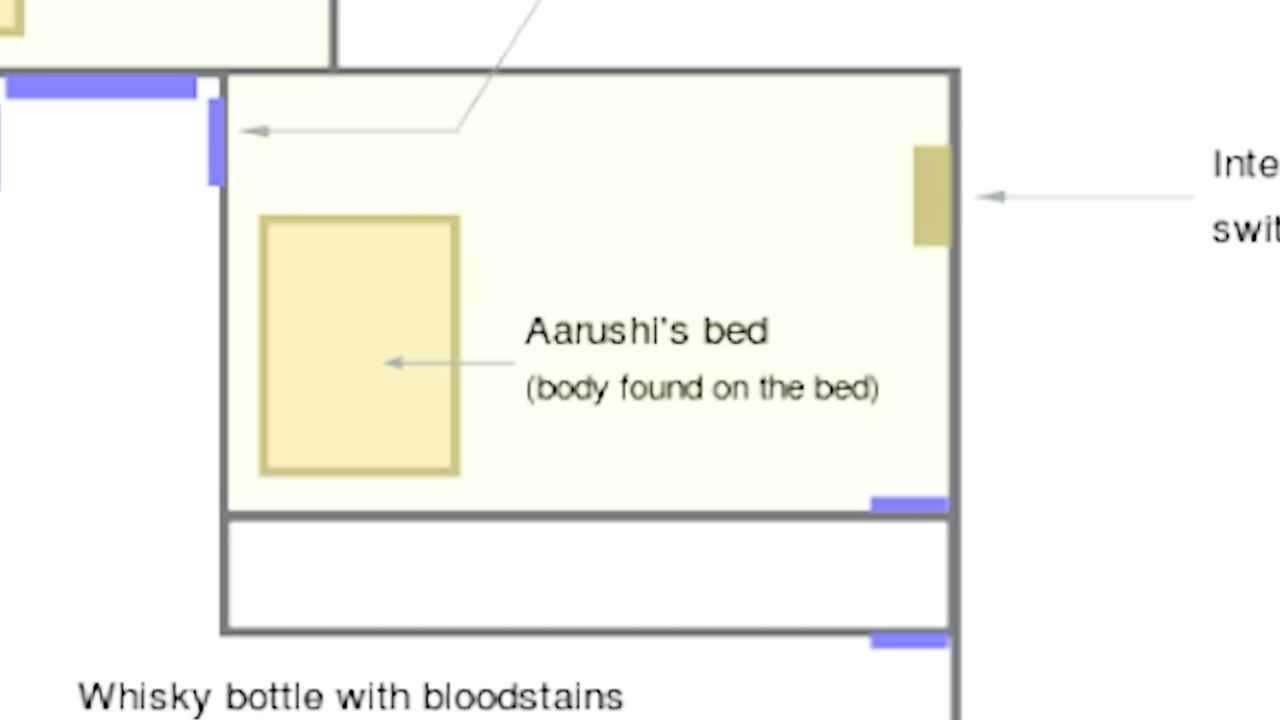 Aarushi's bed
(body found on the bed)
Whisky bottle with bloodstains